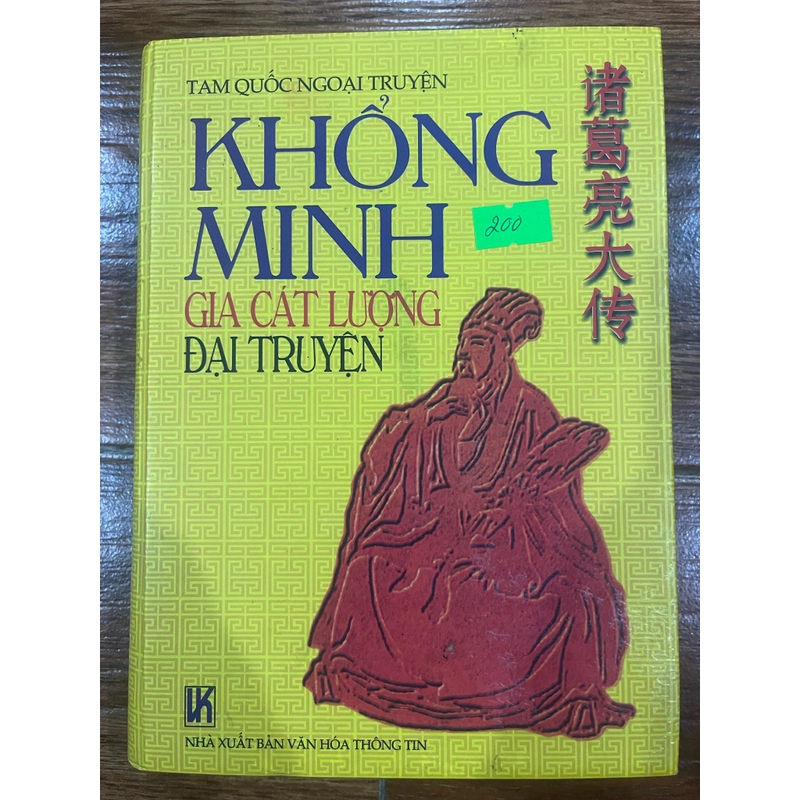 TAM QUỐC NGOẠI TRUYỆN
KHỔNG
MINH
200
GIA CÁT LƯỢNG
ĐẠI TRUYỆN
诸葛亮大传
VK
NHÀ XUẤT BẢN VĂN HÓA THÔNG TIN